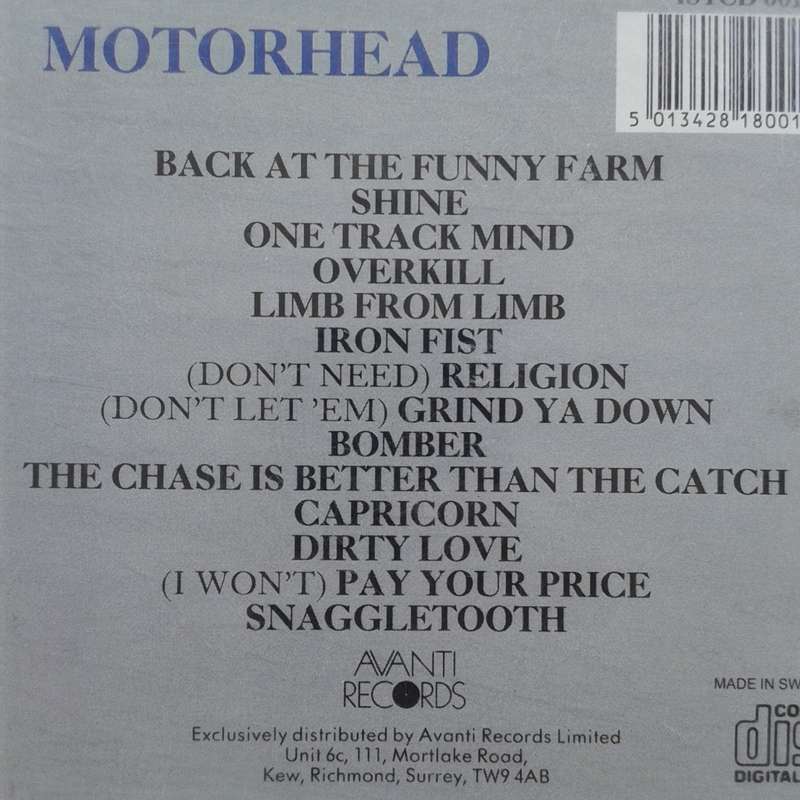 MOTORHEAD
5 013428 18001
BACK AT THE FUNNY FARM
SHINE
ONE TRACK MIND
OVERKILL
LIMB FROM LIMB
IRON FIST
(DON'T NEED) RELIGION
(DON'T LET 'EM) GRIND YA DOWN
BOMBER
THE CHASE IS BETTER THAN THE CATCH
CAPRICORN
DIRTY LOVE
(I WON'T) PAY YOUR PRICE
SNAGGLETOOTH
AVANTI
RECORDS
MADE IN SW
Exclusively distributed by Avanti Records Limited
Unit 6c, 111, Mortlake Road,
Kew, Richmond, Surrey, TW9 4AB
DIGITAL